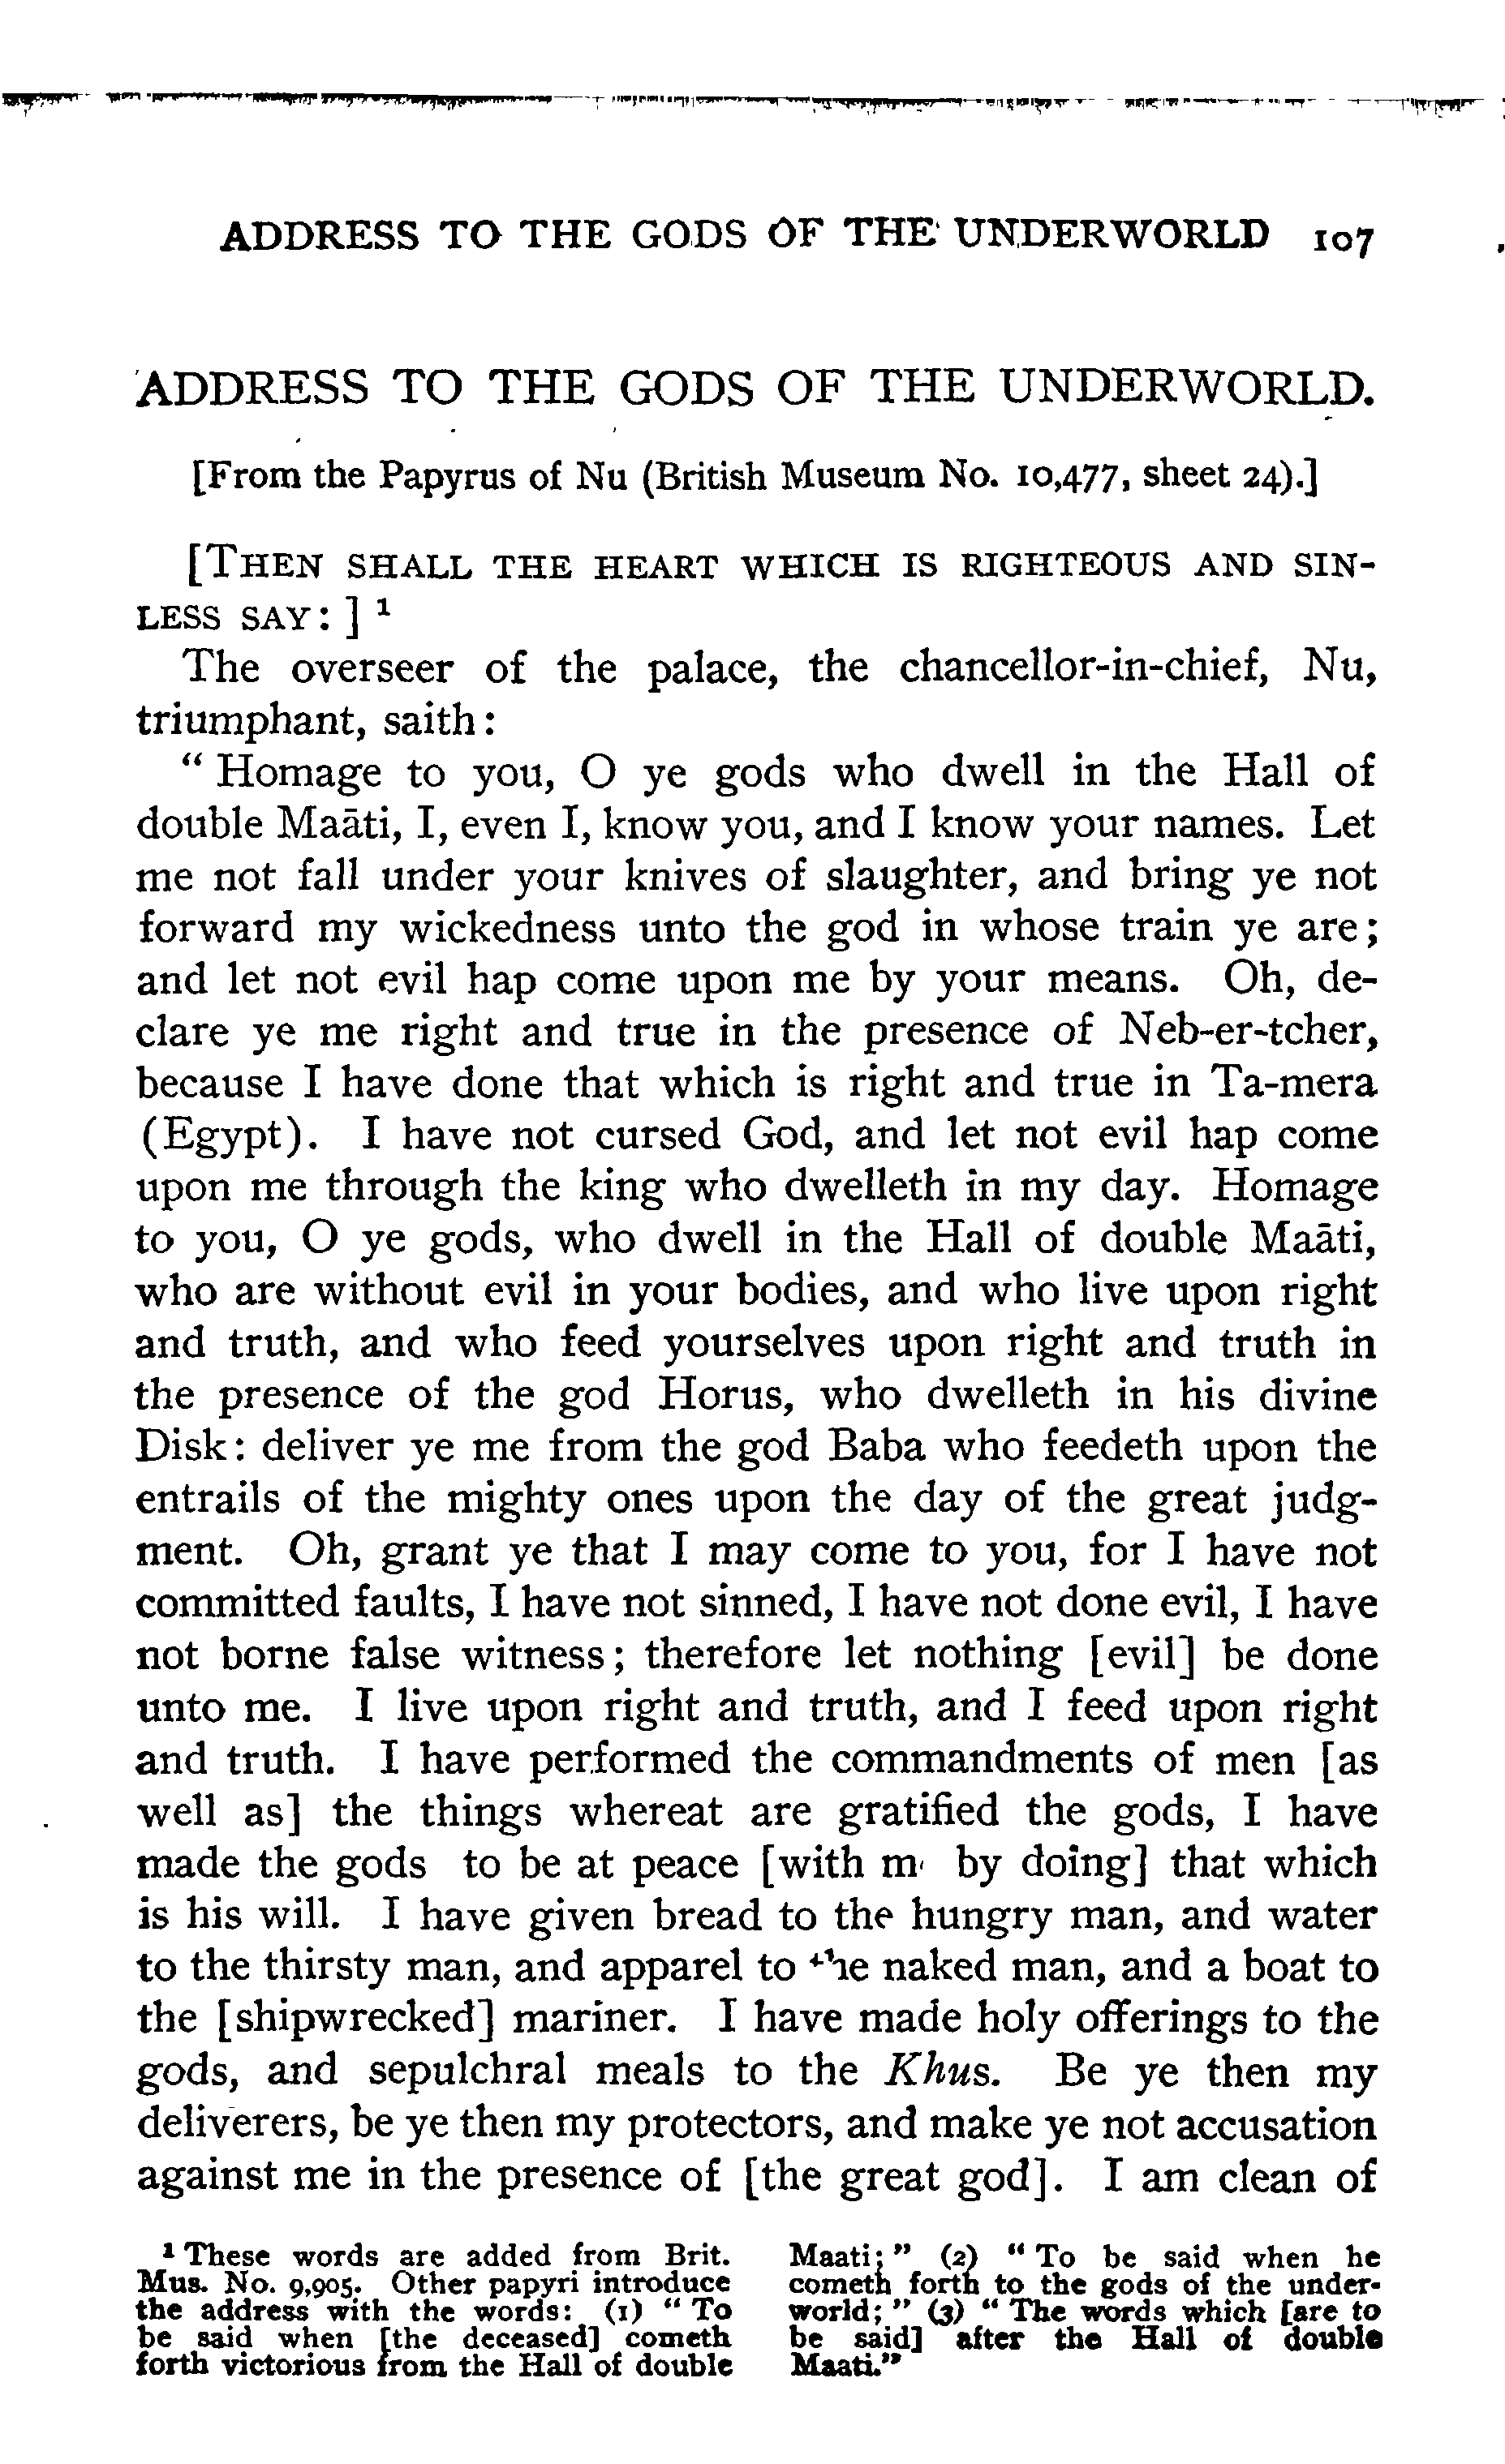 ADDRESS TO THE GODS OF THE UNDERWORLD 107
ADDRESS TO THE GODS OF THE UNDERWORLD.
[From the Papyrus of Nu (British Museum No. 10,477, sheet 24).]
[THEN SHALL THE HEART WHICH IS RIGHTEOUS AND SIN-
LESS SAY: ] 1
The overseer of the palace, the chancellor-in-chief, Nu,
triumphant, saith:
“ Homage to you, O ye gods who dwell in the Hall of
double Maāti, I, even I, know you, and I know your names. Let
me not fall under your knives of slaughter, and bring ye not
forward my wickedness unto the god in whose train ye are;
and let not evil hap come upon me by your means. Oh, de-
clare ye me right and true in the presence of Neb-er-tcher,
because I have done that which is right and true in Ta-mera
(Egypt). I have not cursed God, and let not evil hap come
upon me through the king who dwelleth in my day. Homage
to you, O ye gods, who dwell in the Hall of double Maāti,
who are without evil in your bodies, and who live upon right
and truth, and who feed yourselves upon right and truth in
the presence of the god Horus, who dwelleth in his divine
Disk: deliver ye me from the god Baba who feedeth upon the
entrails of the mighty ones upon the day of the great judg-
ment. Oh, grant ye that I may come to you, for I have not
committed faults, I have not sinned, I have not done evil, I have
not borne false witness; therefore let nothing [evil] be done
unto me. I live upon right and truth, and I feed upon right
and truth. I have performed the commandments of men [as
well as] the things whereat are gratified the gods, I have
made the gods to be at peace [with by doing] that which
is his will. I have given bread to the hungry man, and water
to the thirsty man, and apparel to the naked man, and a boat to
the [shipwrecked] mariner. I have made holy offerings to the
gods, and sepulchral meals to the Khus. Be ye then my
deliverers, be ye then my protectors, and make ye not accusation
against me in the presence of [the great god]. I am clean of
1 These words are added from Brit.
Mus. No. 9,905. Other papyri introduce
the address with the words: (1) “ To
be said when [the deceased] cometh
forth victorious from the Hall of double
Maati; ” (2) “ To be said when he
cometh forth to the gods of the under-
world; ” (3) “ The words which [are to
be said] after the Hall of double
Maati.”